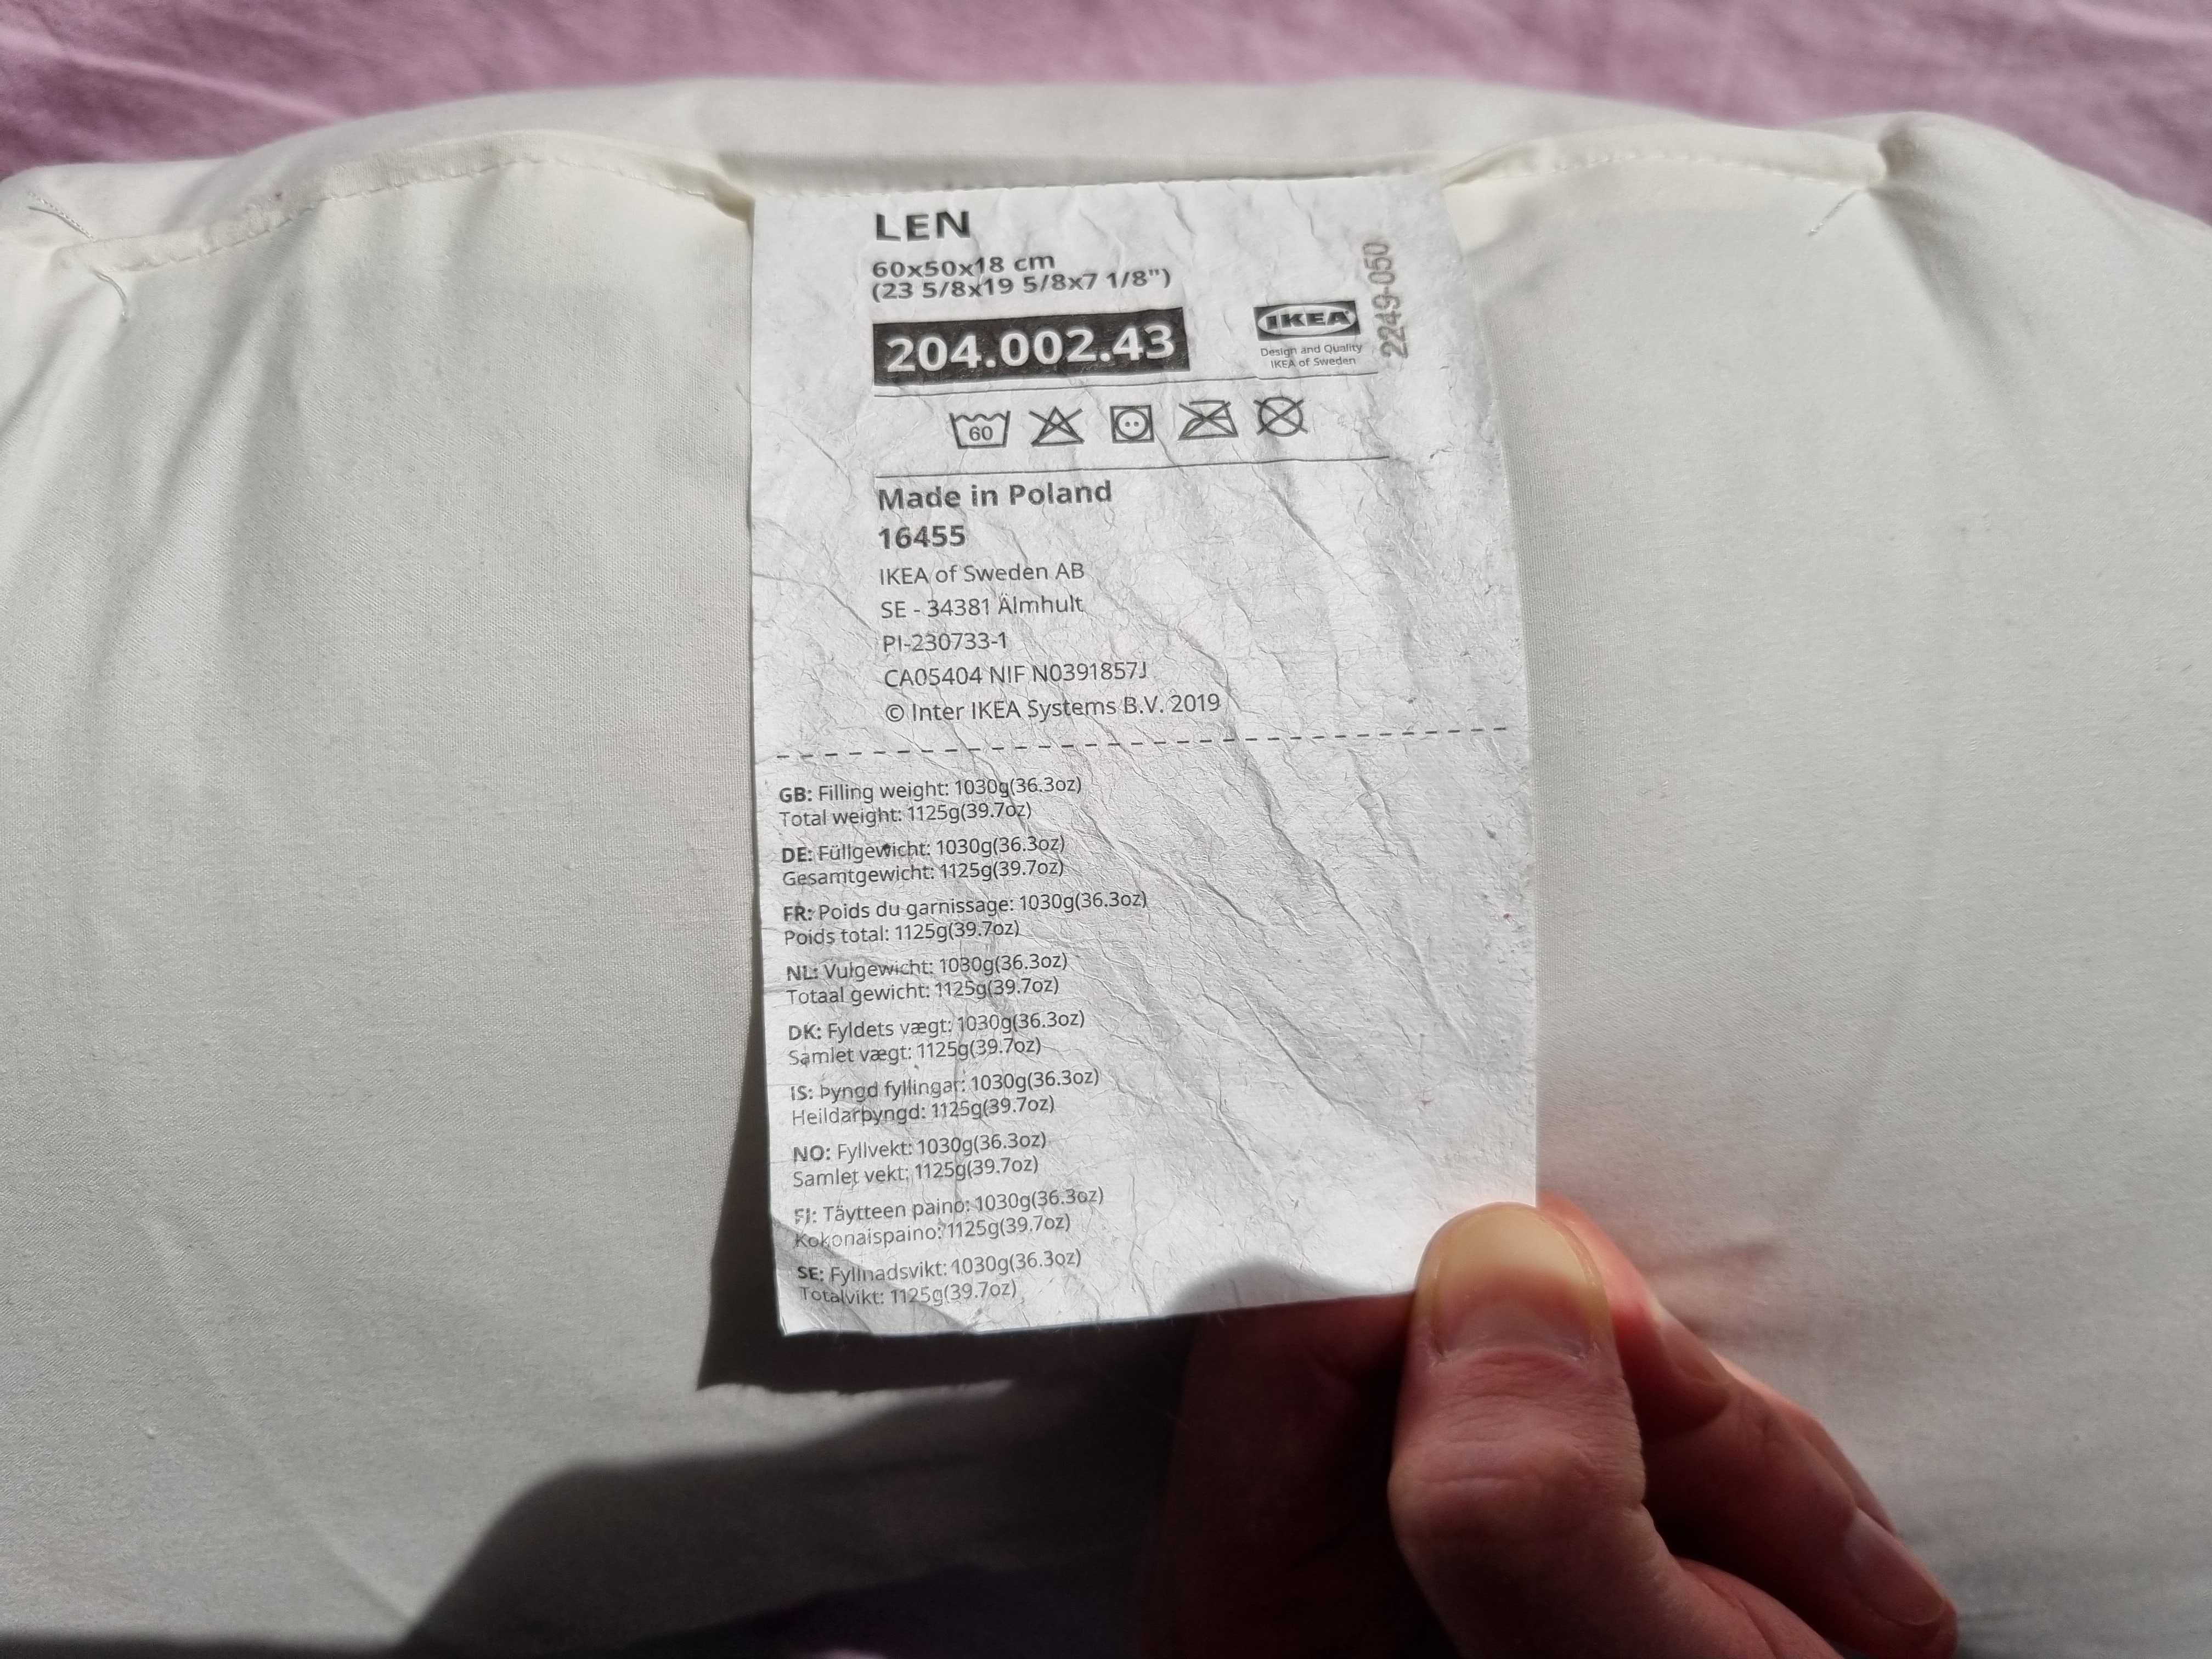 LEN
60x50x18 cm
(23 5/8x19 5/8x7 1/8")
204.002.43
IKEA
Design and Quality
IKEA of Sweden
2249-050
60
Made in Poland
16455
IKEA of Sweden AB
SE - 34381 Älmhult
PI-230733-1
CA05404 NIF N0391857J
© Inter IKEA Systems B.V. 2019
GB: Filling weight: 1030g(36.3oz)
Total weight: 1125g(39.7oz)
DE: Füllgewicht: 1030g(36.3oz)
Gesamtgewicht: 1125g(39.7oz)
FR: Poids du garnissage: 1030g(36.3oz)
Poids total: 1125g(39.7oz)
NL: Vulgewicht: 1030g(36.3oz)
Totaal gewicht: 1125g(39.7oz)
DK: Fyldets vægt: 1030g(36.3oz)
Samlet vægt: 1125g(39.7oz)
IS: Þyngd fyllingar: 1030g(36.3oz)
Heildarþyngd: 1125g(39.7oz)
NO: Fyllvekt: 1030g(36.3oz)
Samlet vekt: 1125g(39.7oz)
FI: Täytteen paino: 1030g(36.3oz)
Kokonaispaino: 1125g(39.7oz)
SE: Fyllnadsvikt: 1030g(36.3oz)
Totalvikt: 1125g(39.7oz)